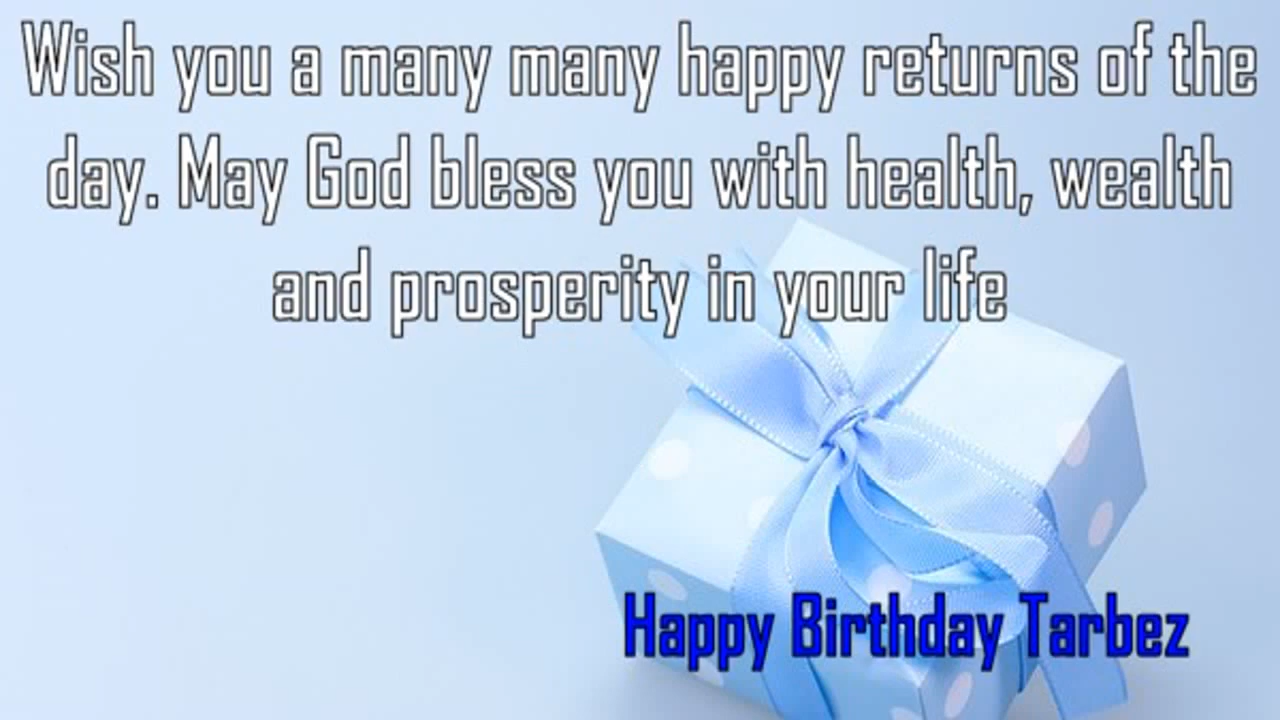 Wish you a many many happy returns of the
day. May God bless you with health, wealth
and prosperity in your life
Happy Birthday Tarbez